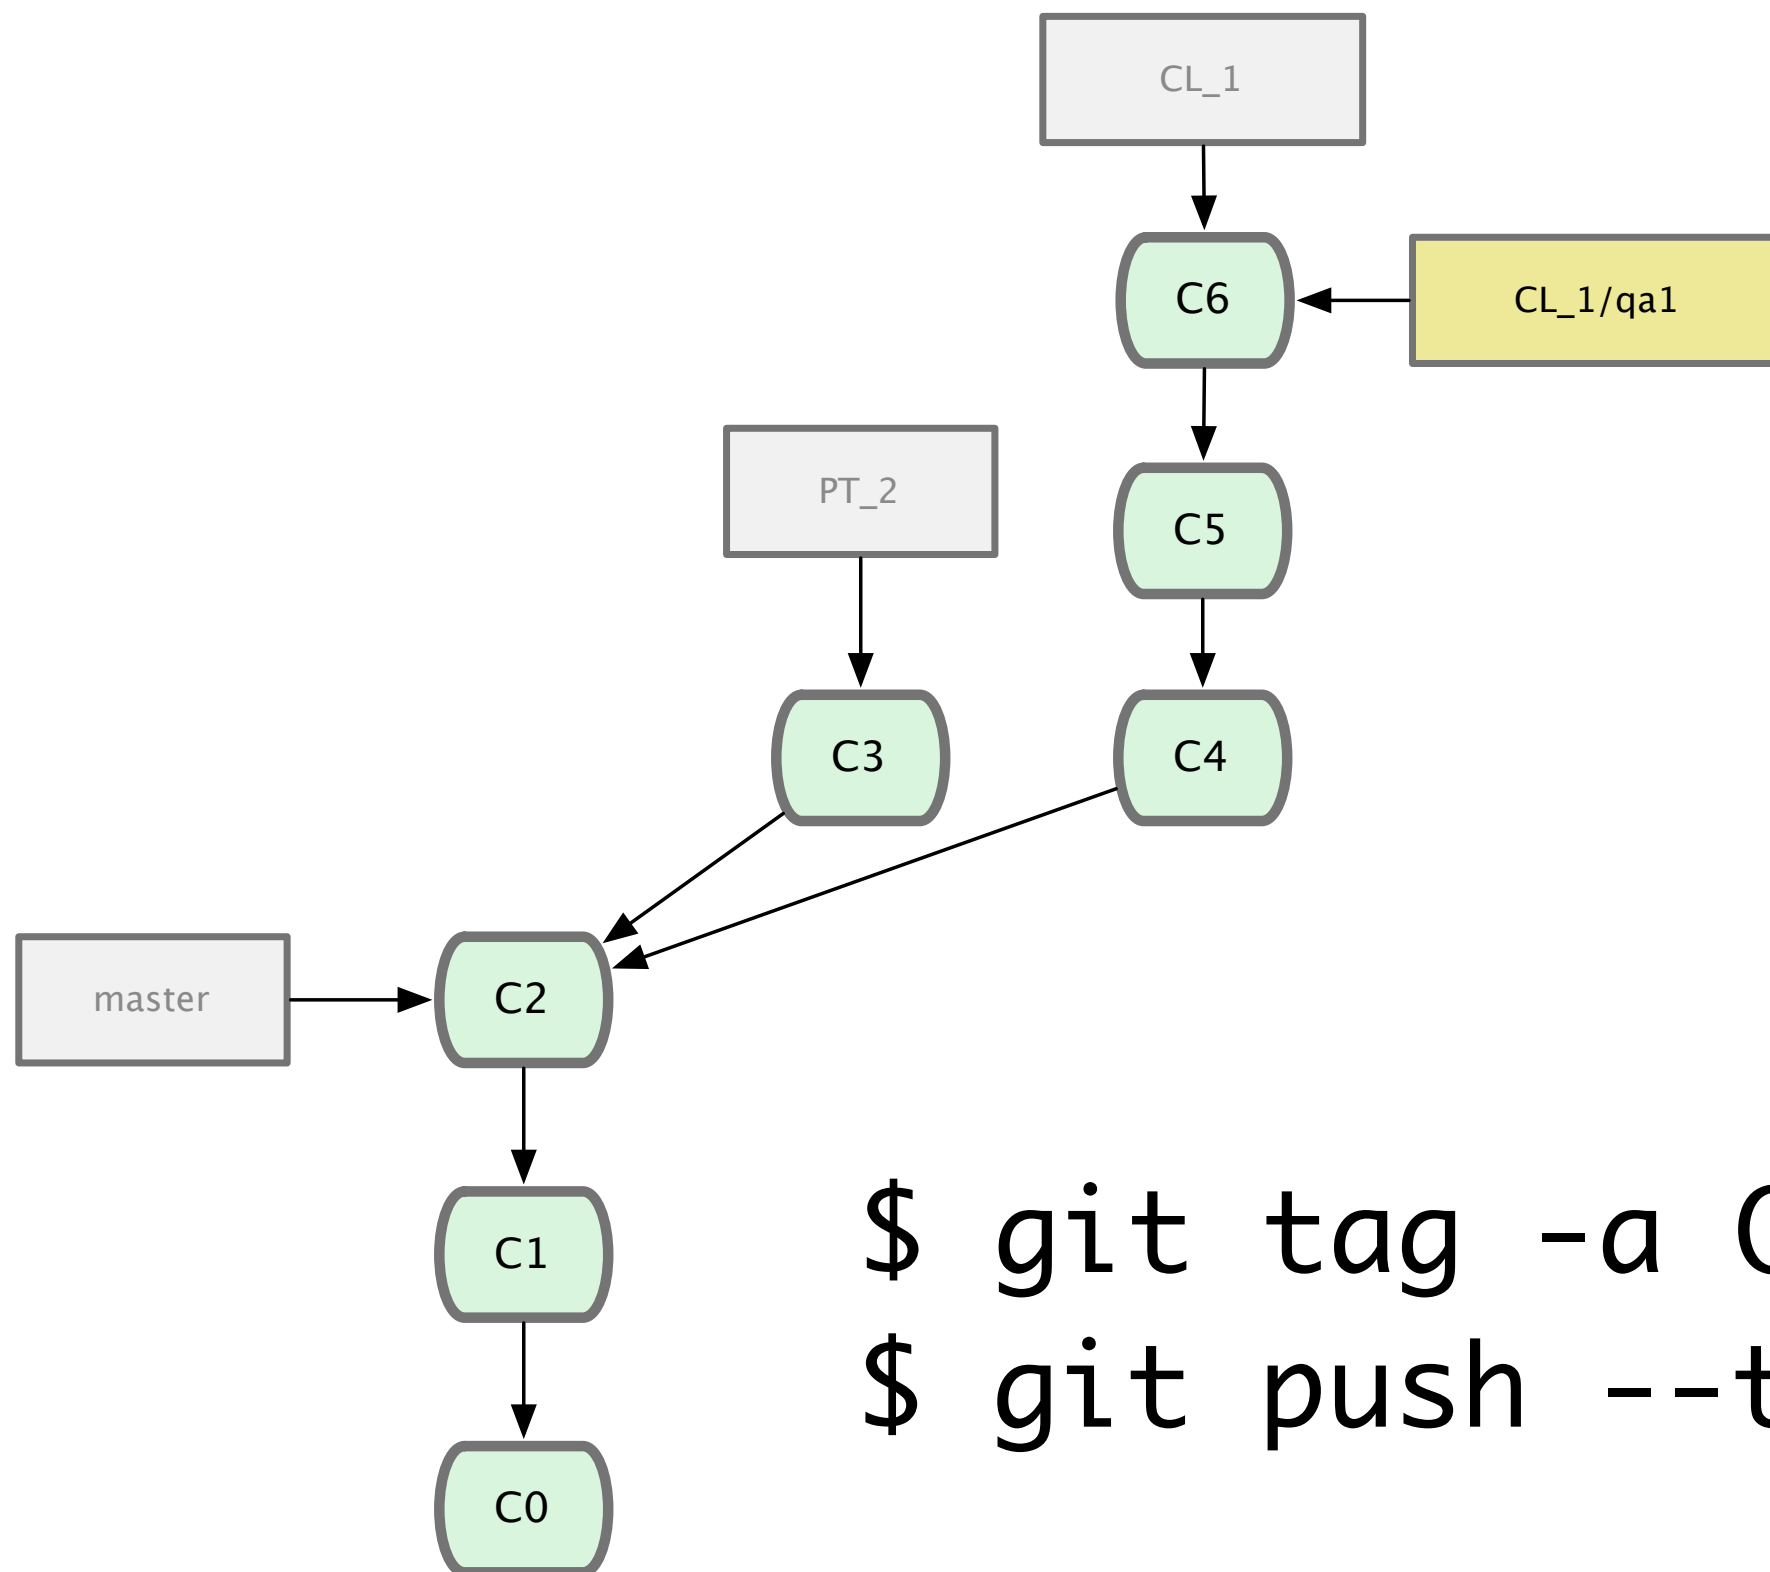 CL_1
C6
CL_1/qa1
PT_2
C5
C3
C4
master
C2
C1
$ git tag -a
$ git push --t
C0